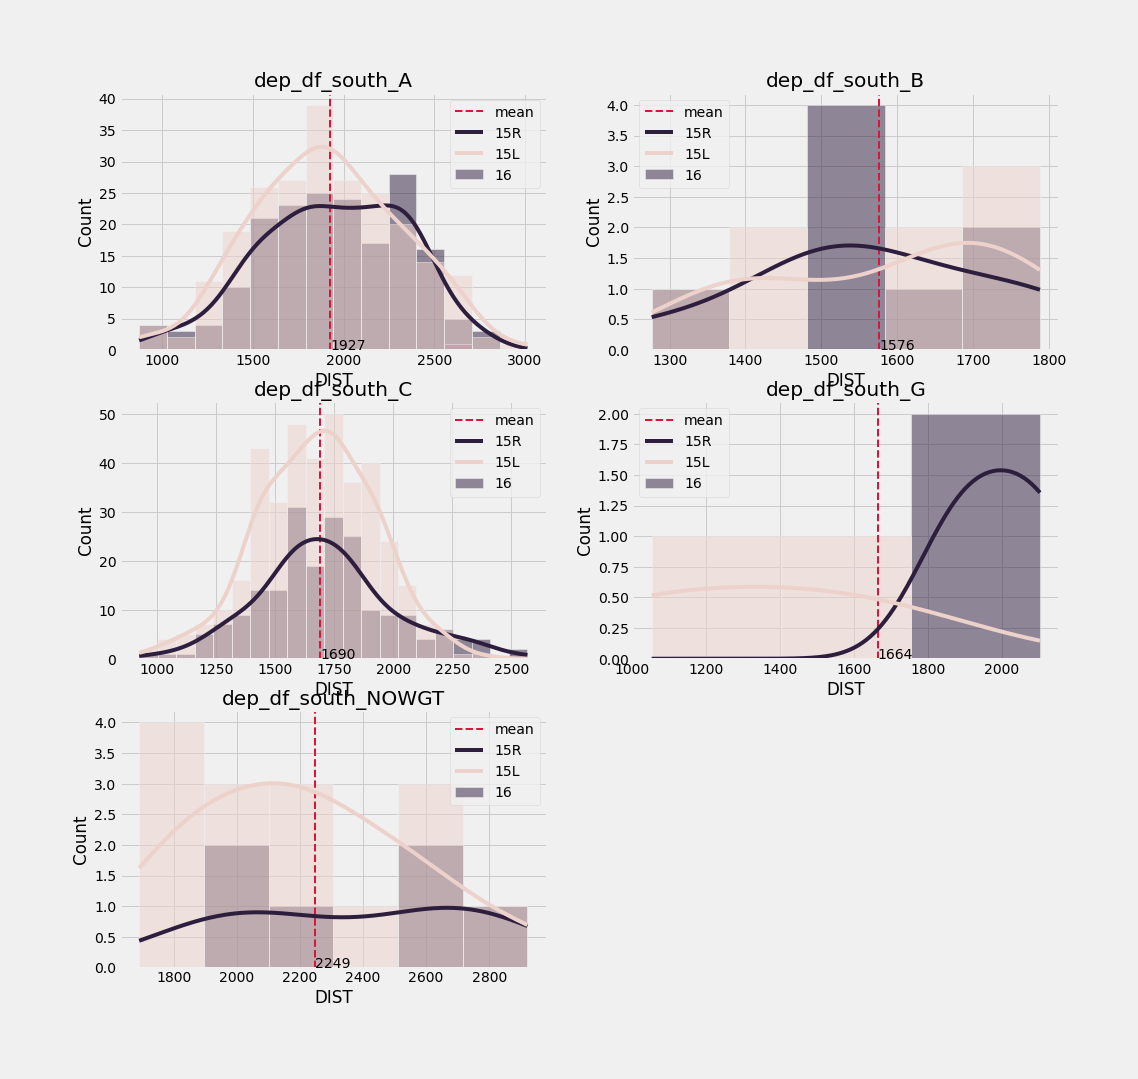 dep_df_south_A
40
35
30
25
20
15
10
5
0
Count
1000 1500 2000 2500 3000
1927
DIST
mean
15R
15L
16
dep_df_south_B
4.0
3.5
3.0
2.5
2.0
1.5
1.0
0.5
0.0
Count
1300 1400 1500 1600 1700 1800
1576
DIST
mean
15R
15L
16
dep_df_south_C
50
40
30
20
10
0
Count
1000 1250 1500 1750 2000 2250 2500
1690
DIST
mean
15R
15L
16
dep_df_south_G
2.00
1.75
1.50
1.25
1.00
0.75
0.50
0.25
0.00
Count
1000 1200 1400 1600 1800 2000
1664
DIST
mean
15R
15L
16
dep_df_south_NOWGT
4.0
3.5
3.0
2.5
2.0
1.5
1.0
0.5
0.0
Count
1800 2000 2200 2400 2600 2800
2249
DIST
mean
15R
15L
16